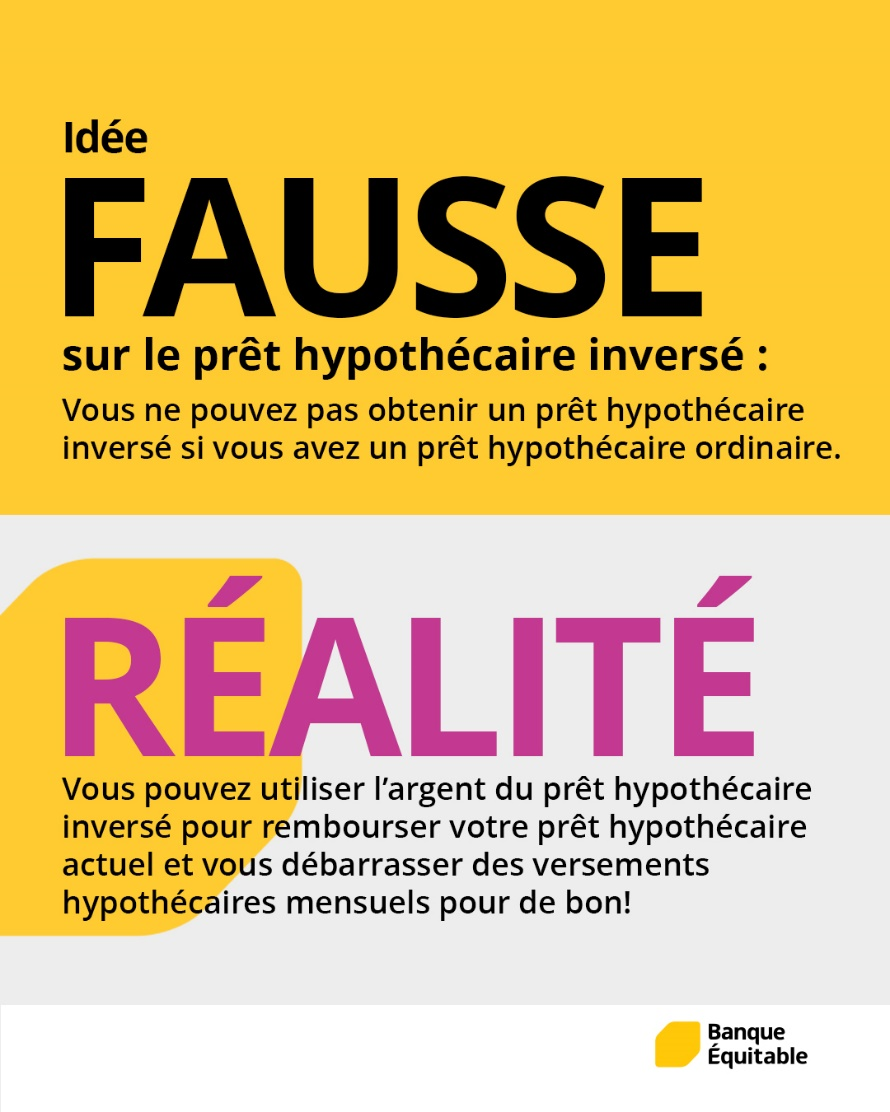 Idée
FAUSSE
sur le prêt hypothécaire inversé :
Vous ne pouvez pas obtenir un prêt hypothécaire
inversé si vous avez un prêt hypothécaire ordinaire.
RÉALITÉ
Vous pouvez utiliser l’argent du prêt hypothécaire
inversé pour rembourser votre prêt hypothécaire
actuel et vous débarrasser des versements
hypothécaires mensuels pour de bon!
Banque
Équitable